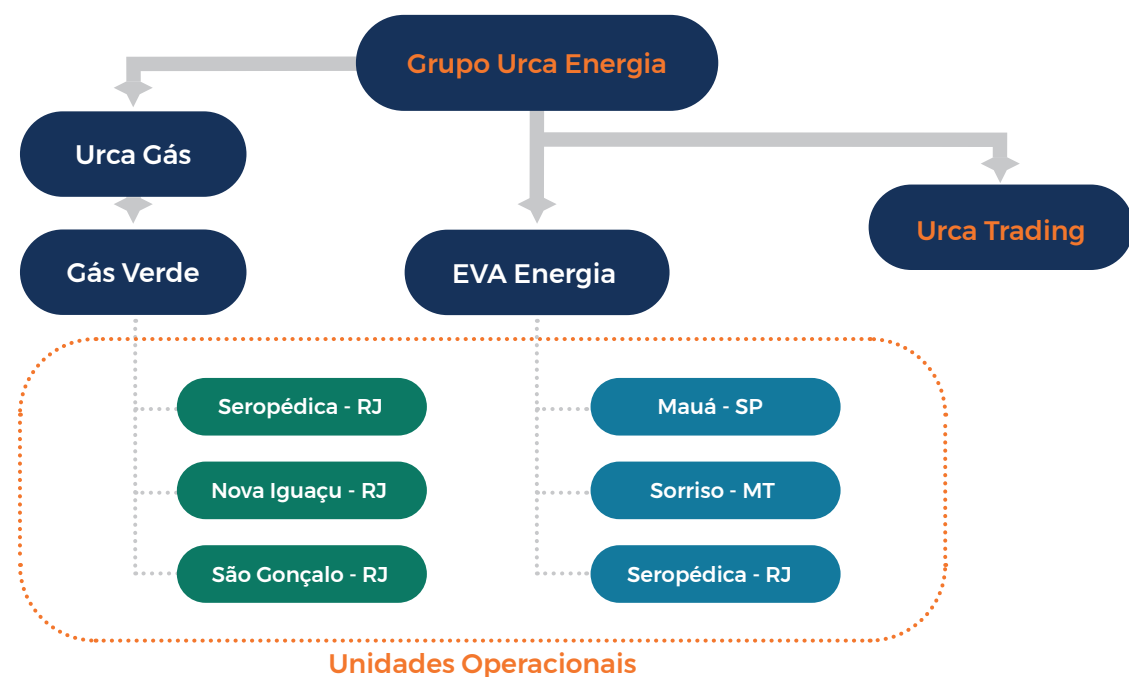 Grupo Urca Energia
Urca Gás
Urca Trading
Gás Verde
EVA Energia
Seropédica - RJ
Mauá - SP
Nova Iguaçu - RJ
Sorriso - MT
São Gonçalo - RJ
Seropédica - RJ
Unidades Operacionais